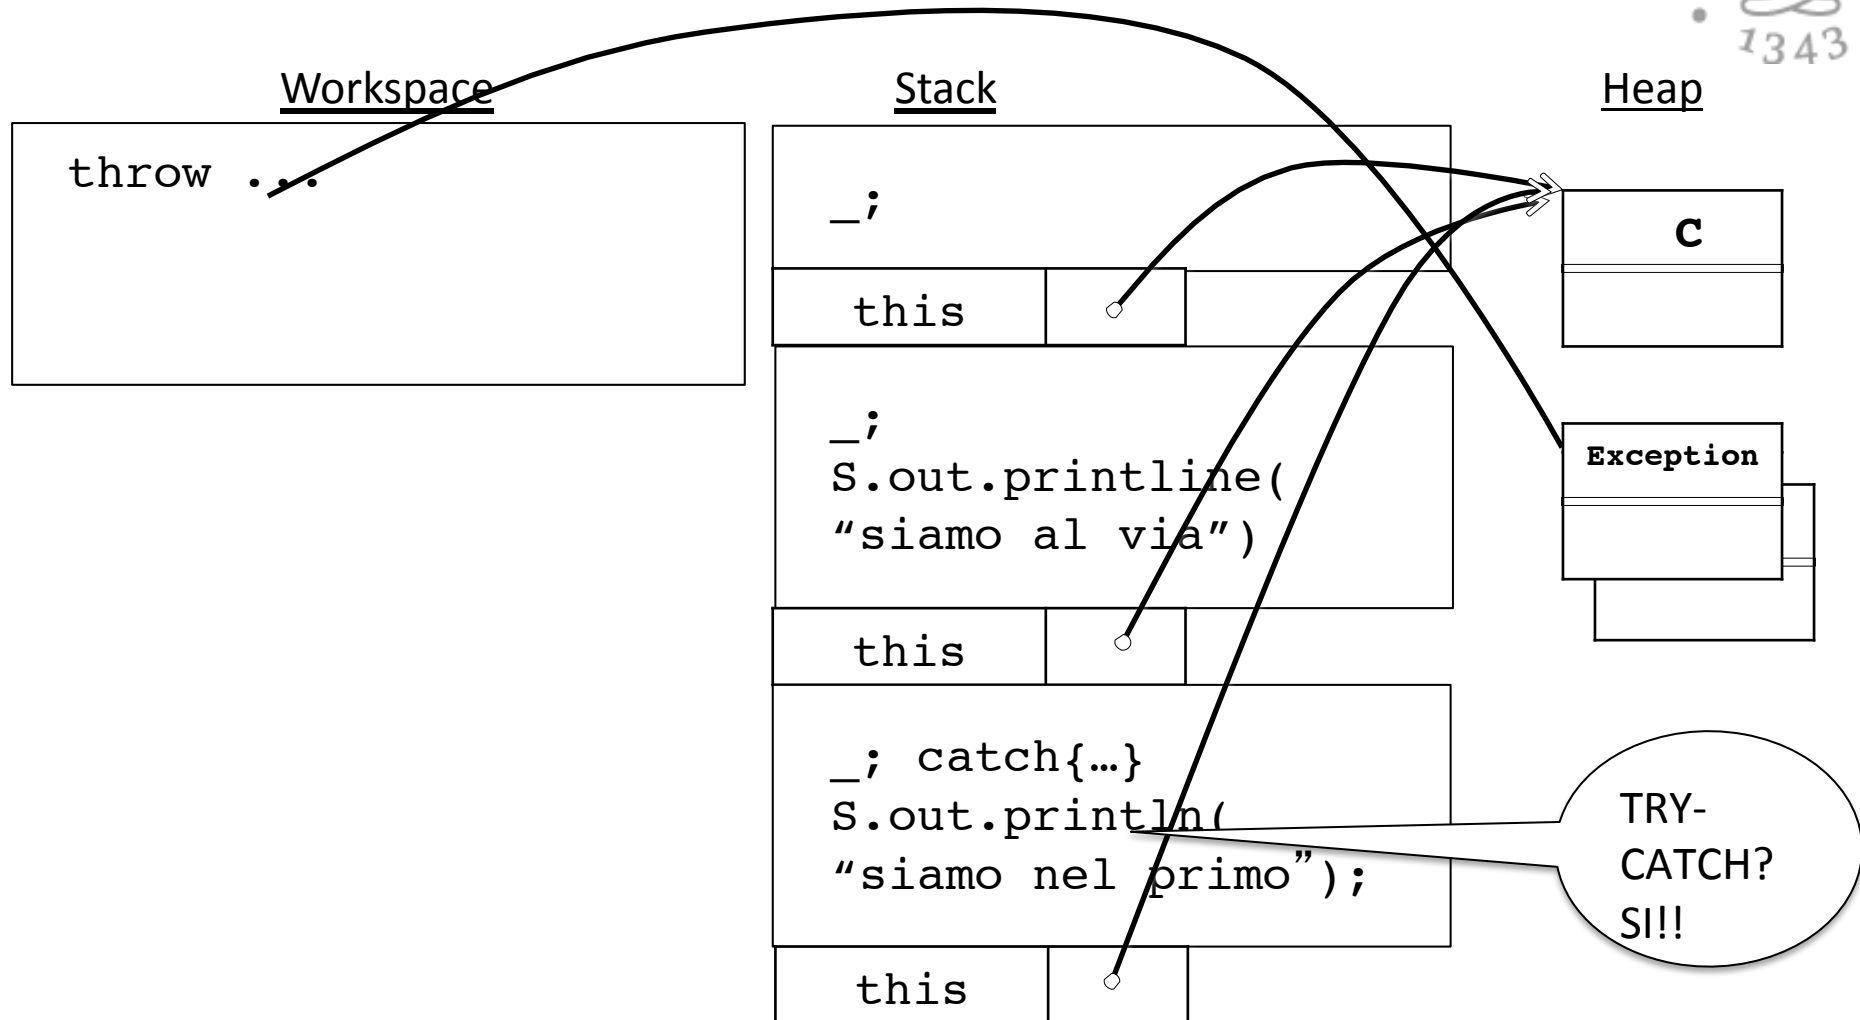 1343
Workspace
Stack
Heap
throw ...
_;
this
_;
S.out.printline(
“siamo al via”)
this
_; catch{…}
S.out.println(
“siamo nel primo”);
this
C
Exception
TRY-
CATCH?
SI!!